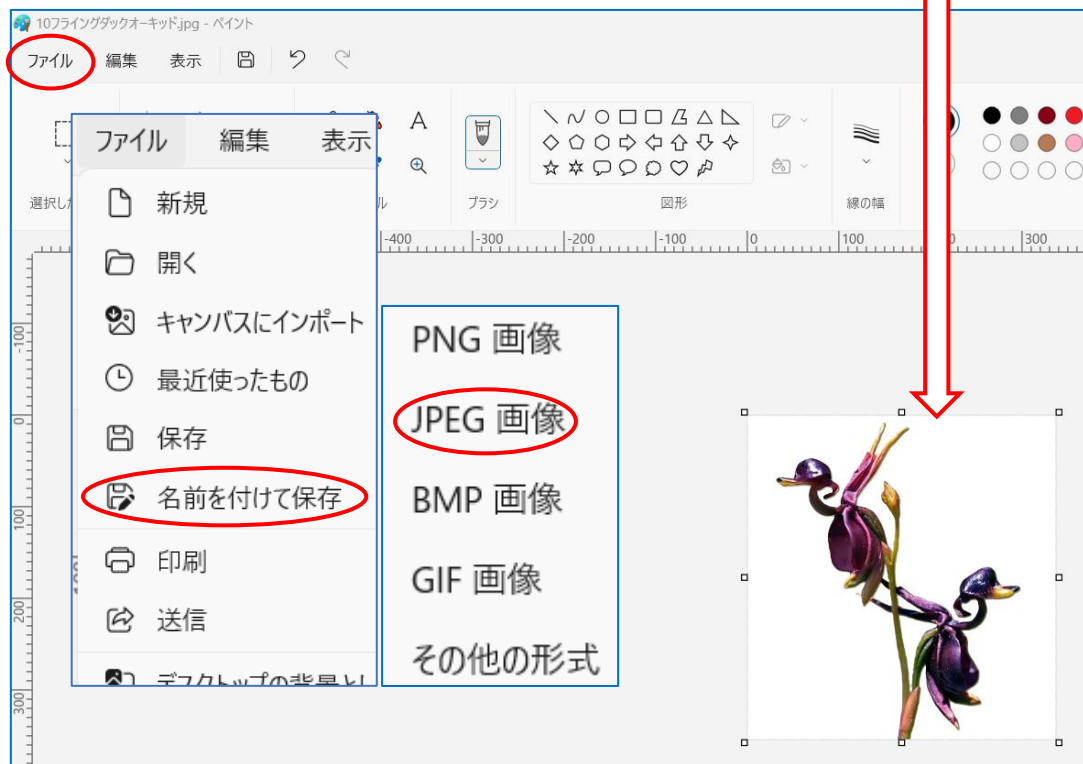 10フライングダックオーキッド.jpg - ペイント
ファイル 編集 表示
ファイル 編集 表示
新規
開く
キャンバスにインポート
最近使ったもの
保存
名前を付けて保存
印刷
送信
PNG 画像
JPEG 画像
BMP 画像
GIF 画像
その他の形式
A
ブラシ
図形
線の幅
-400 -300 -200 -100 0 100 300
-100
0
100
200
300